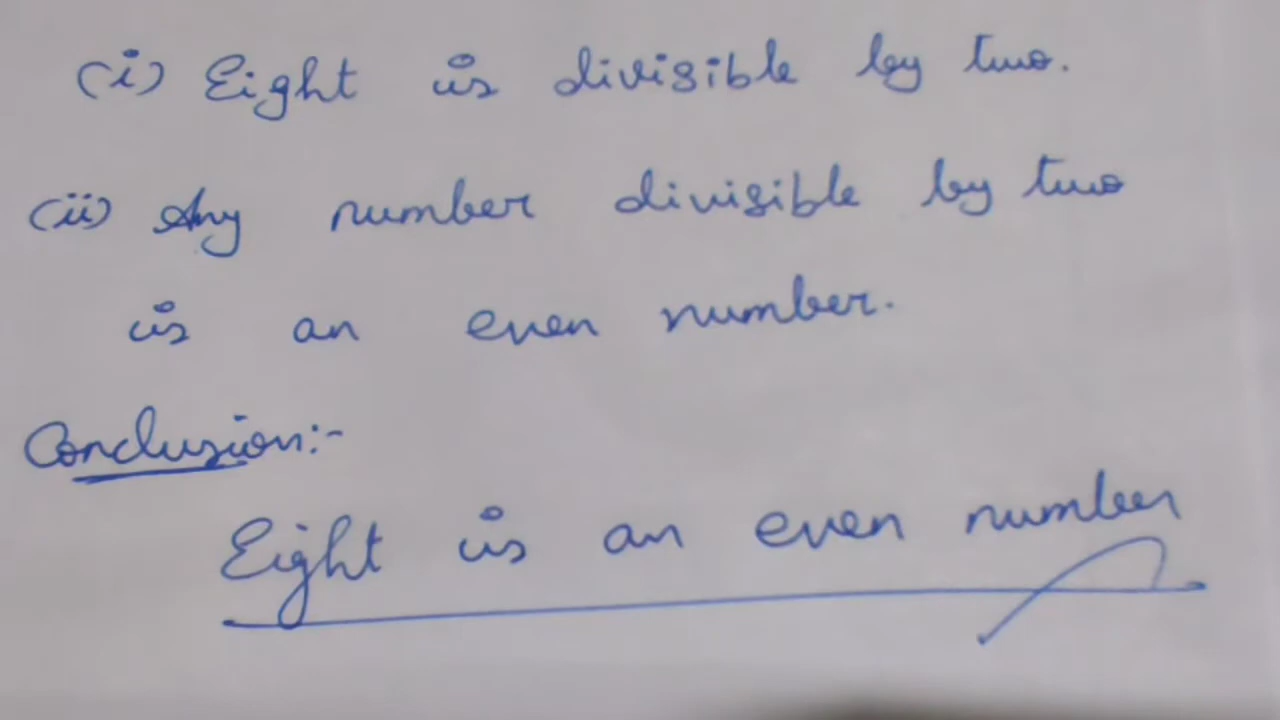 (i) Eight is divisible by two.
(ii) Any number divisible by two
is an even number.
Conclusion:-
Eight is an even number